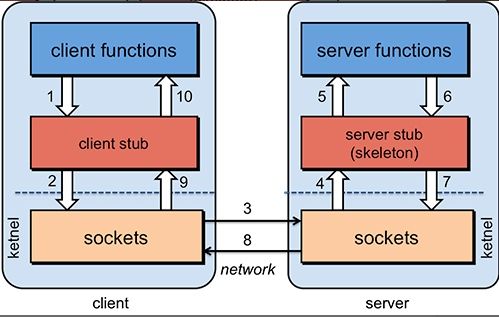 client functions
server functions
1
10
5
6
client stub
server stub
(skeleton)
2
9
4
7
3
ketnel
sockets
8
sockets
ketnel
network
client
server